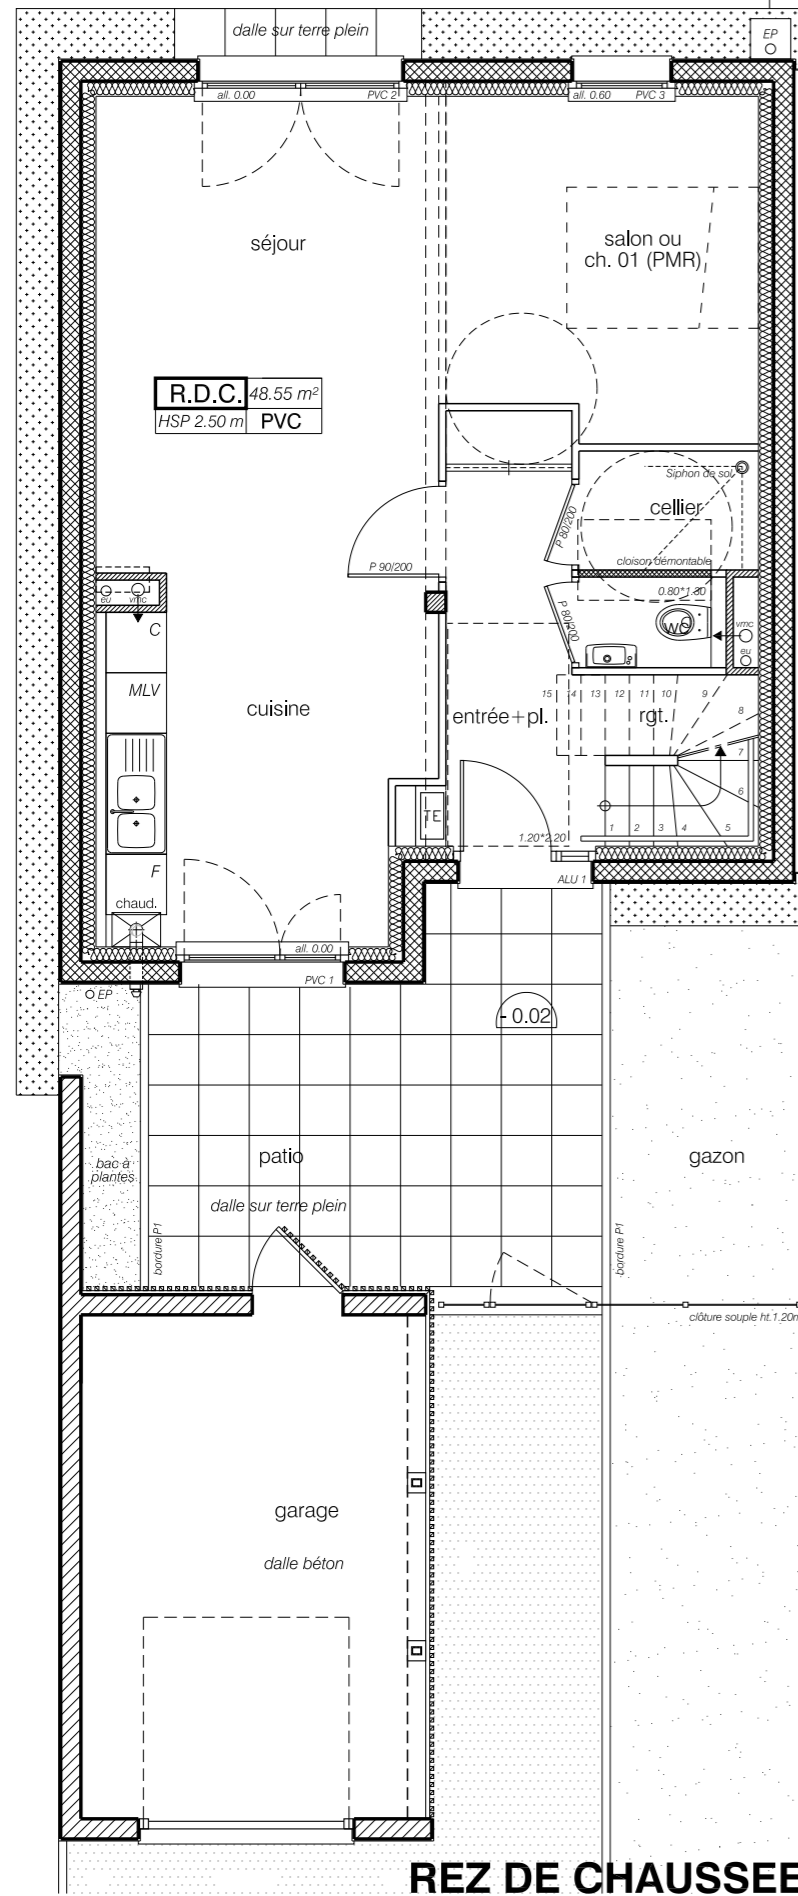 dalle sur terre plein
EP
all. 0.00
PVC 2
all. 0.60
PVC 3
séjour
salon ou
ch. 01 (PMR)
R.D.C.
48.55 m²
HSP 2.50 m
PVC
Siphon de sol
cellier
P 80/200
cloison démontable
P 90/200
0.80*1.30
eu
vmc
C
P 80/200
WC
vmc
eu
MLV
cuisine
entrée+pl.
rgt.
15
14
13
12
11
10
9
8
7
6
5
4
3
2
1
TE
1.20*2.20
F
ALU 1
chaud.
all. 0.00
PVC 1
EP
- 0.02
bac à
plantes
patio
gazon
dalle sur terre plein
bordure P1
bordure P1
clôture souple ht.1.20m
garage
dalle béton
REZ DE CHAUSSEE